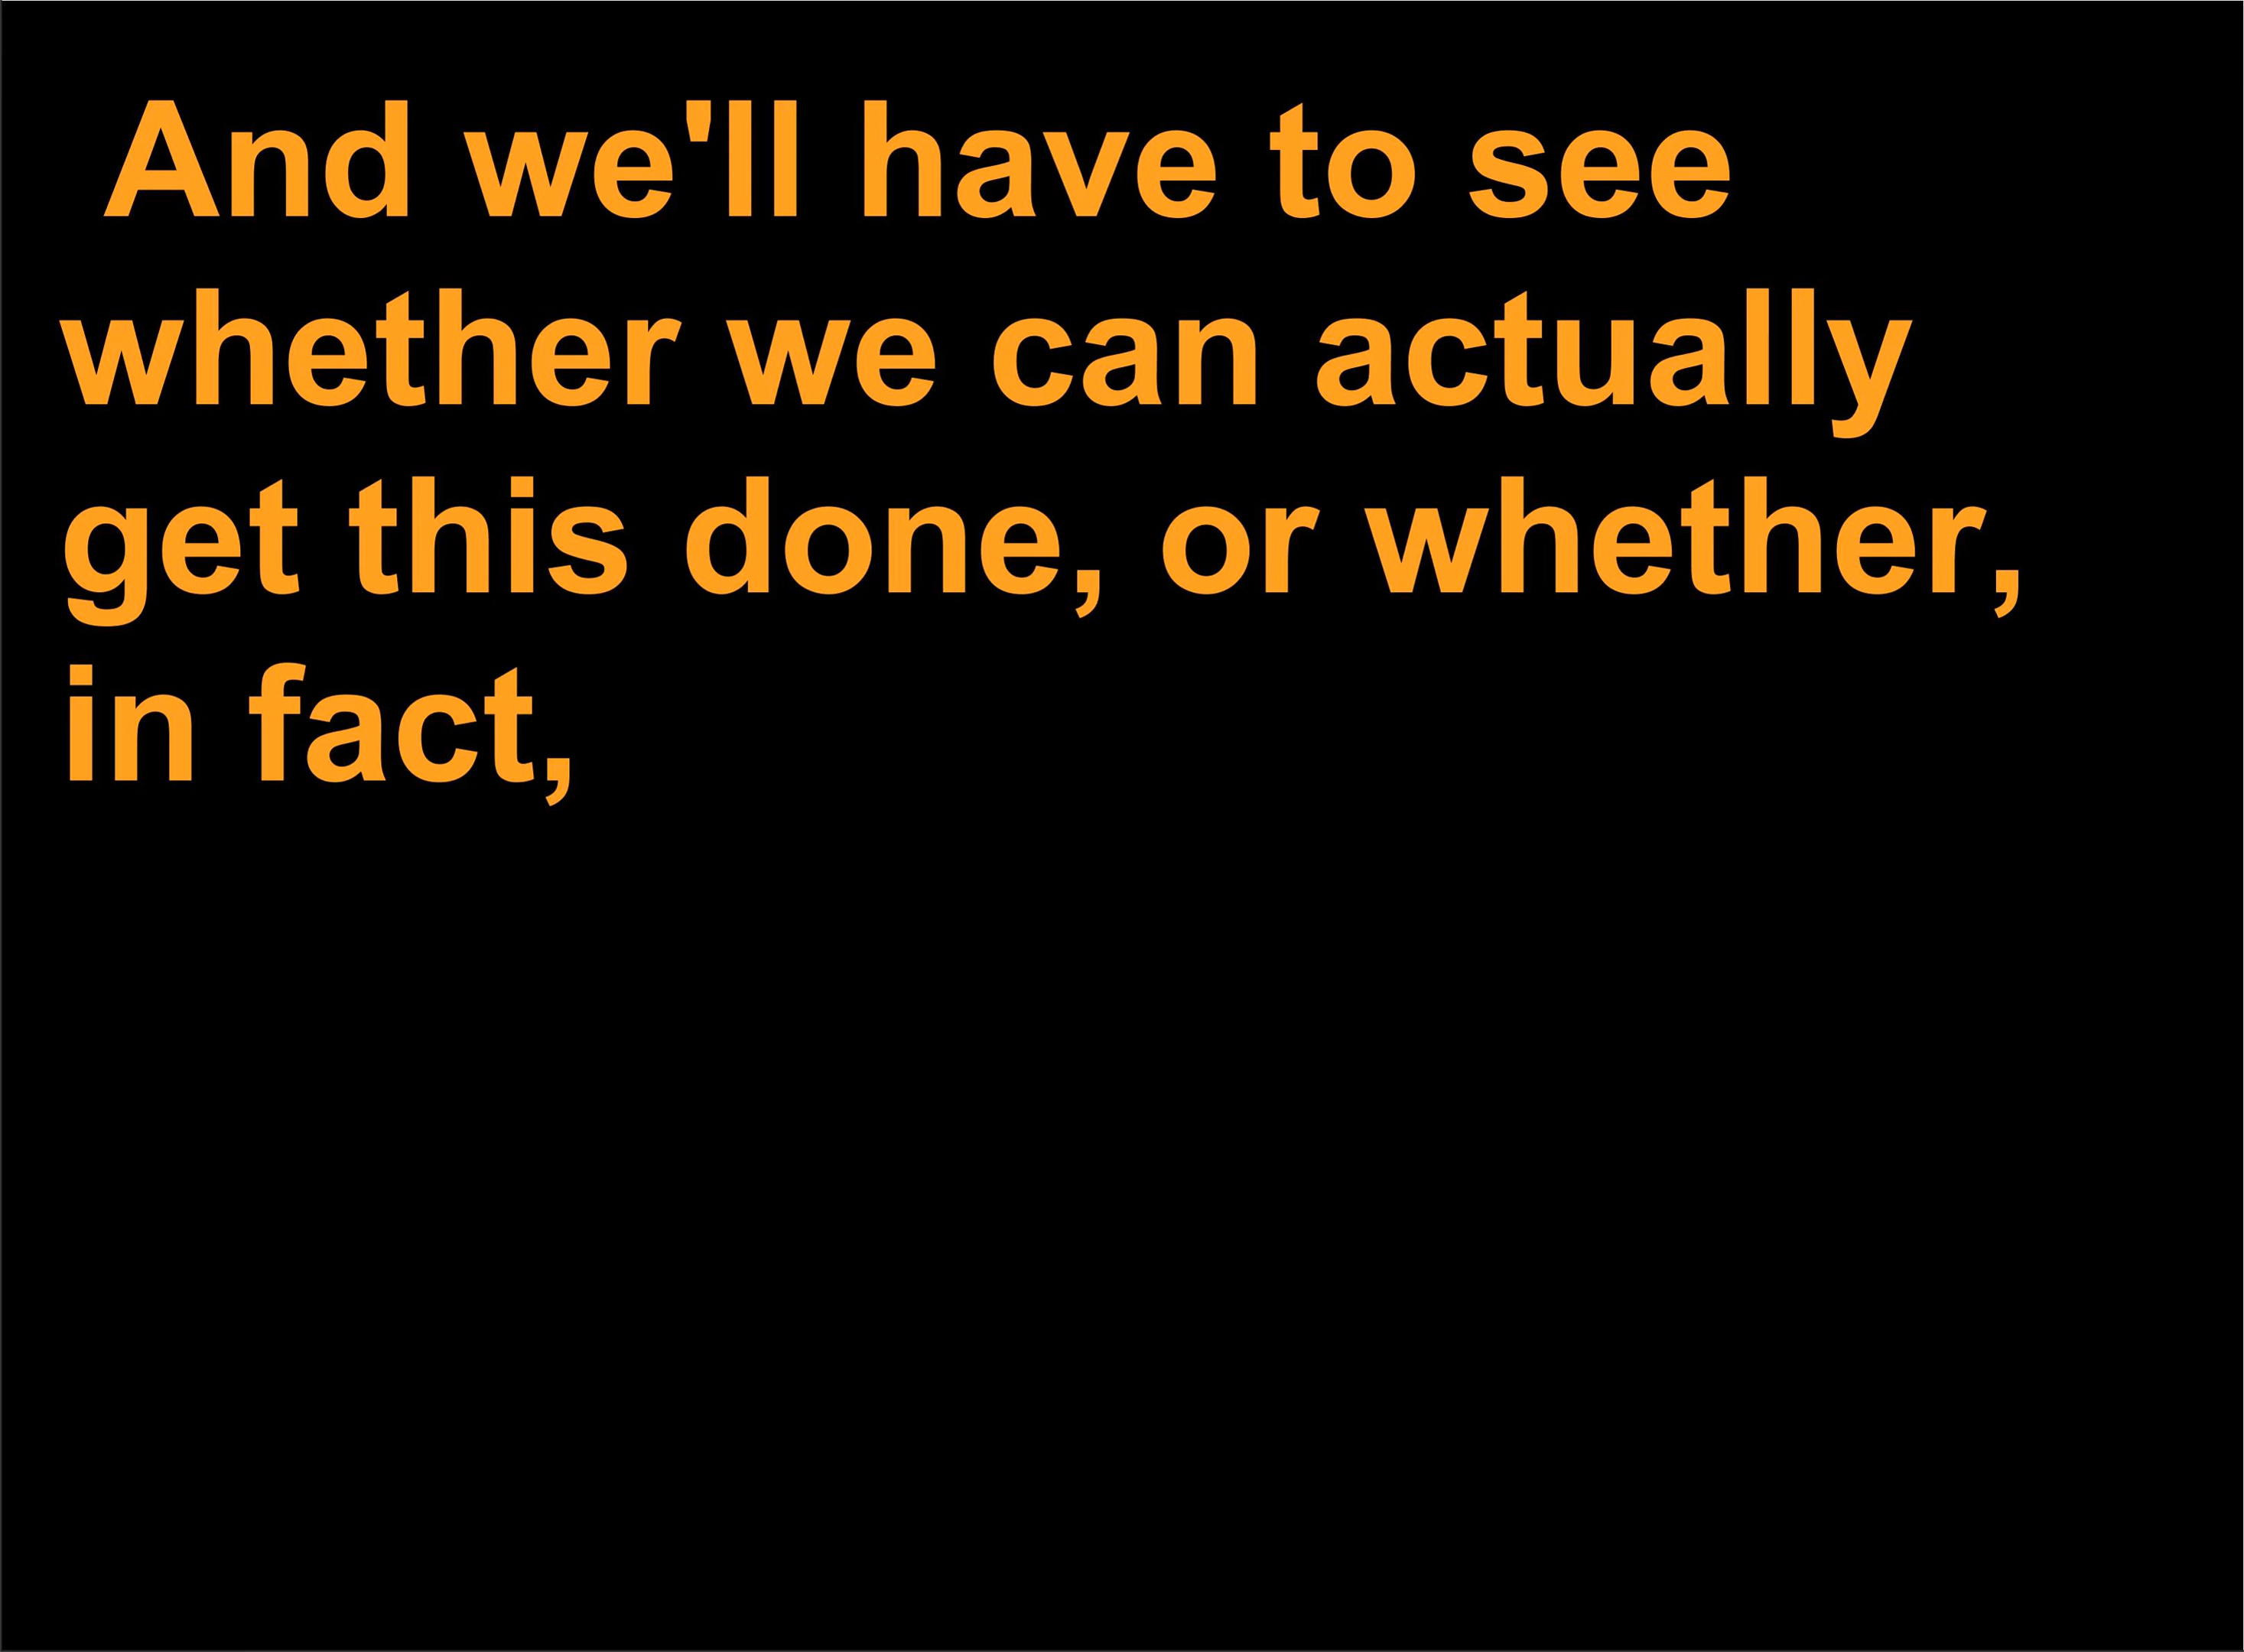 And we'll have to see
whether we can actually
get this done, or whether,
in fact,